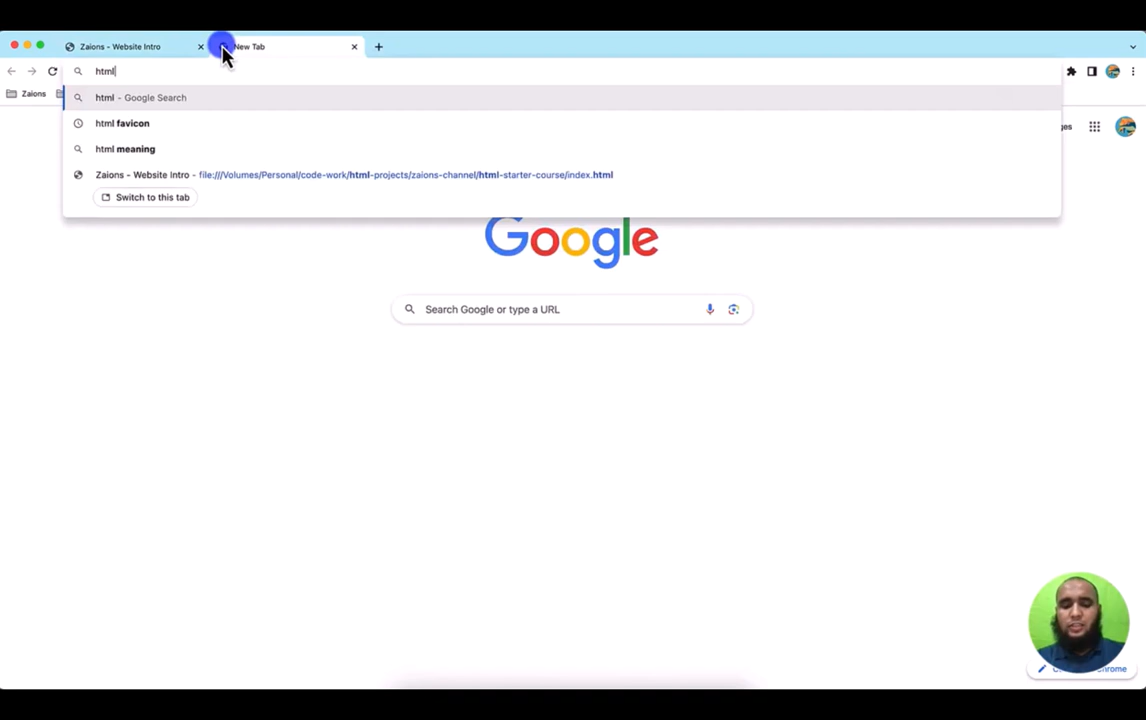 Zaions - Website Intro
New Tab
html
Zaions
html - Google Search
html favicon
html meaning
Zaions - Website Intro - file:///Volumes/Personal/code-work/html-projects/zaions-channel/html-starter-course/index.html
Switch to this tab
Google
Search Google or type a URL